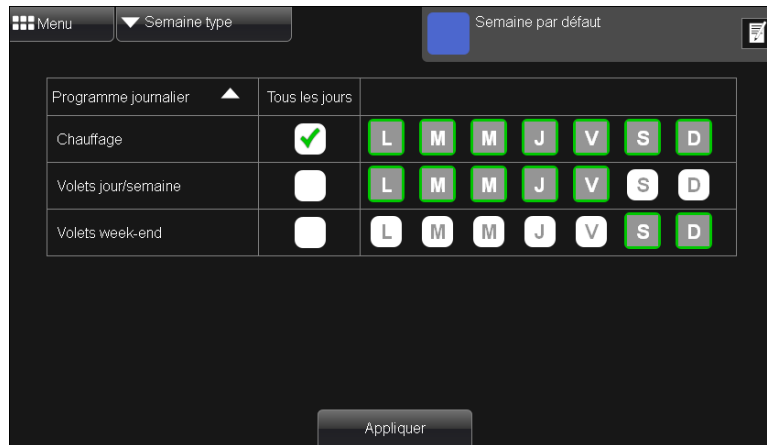 Menu
Semaine type
Semaine par défaut
Programme journalier
Tous les jours
Chauffage
L M M J V S D
Volets jour/semaine
L M M J V S D
Volets week-end
L M M J V S D
Appliquer